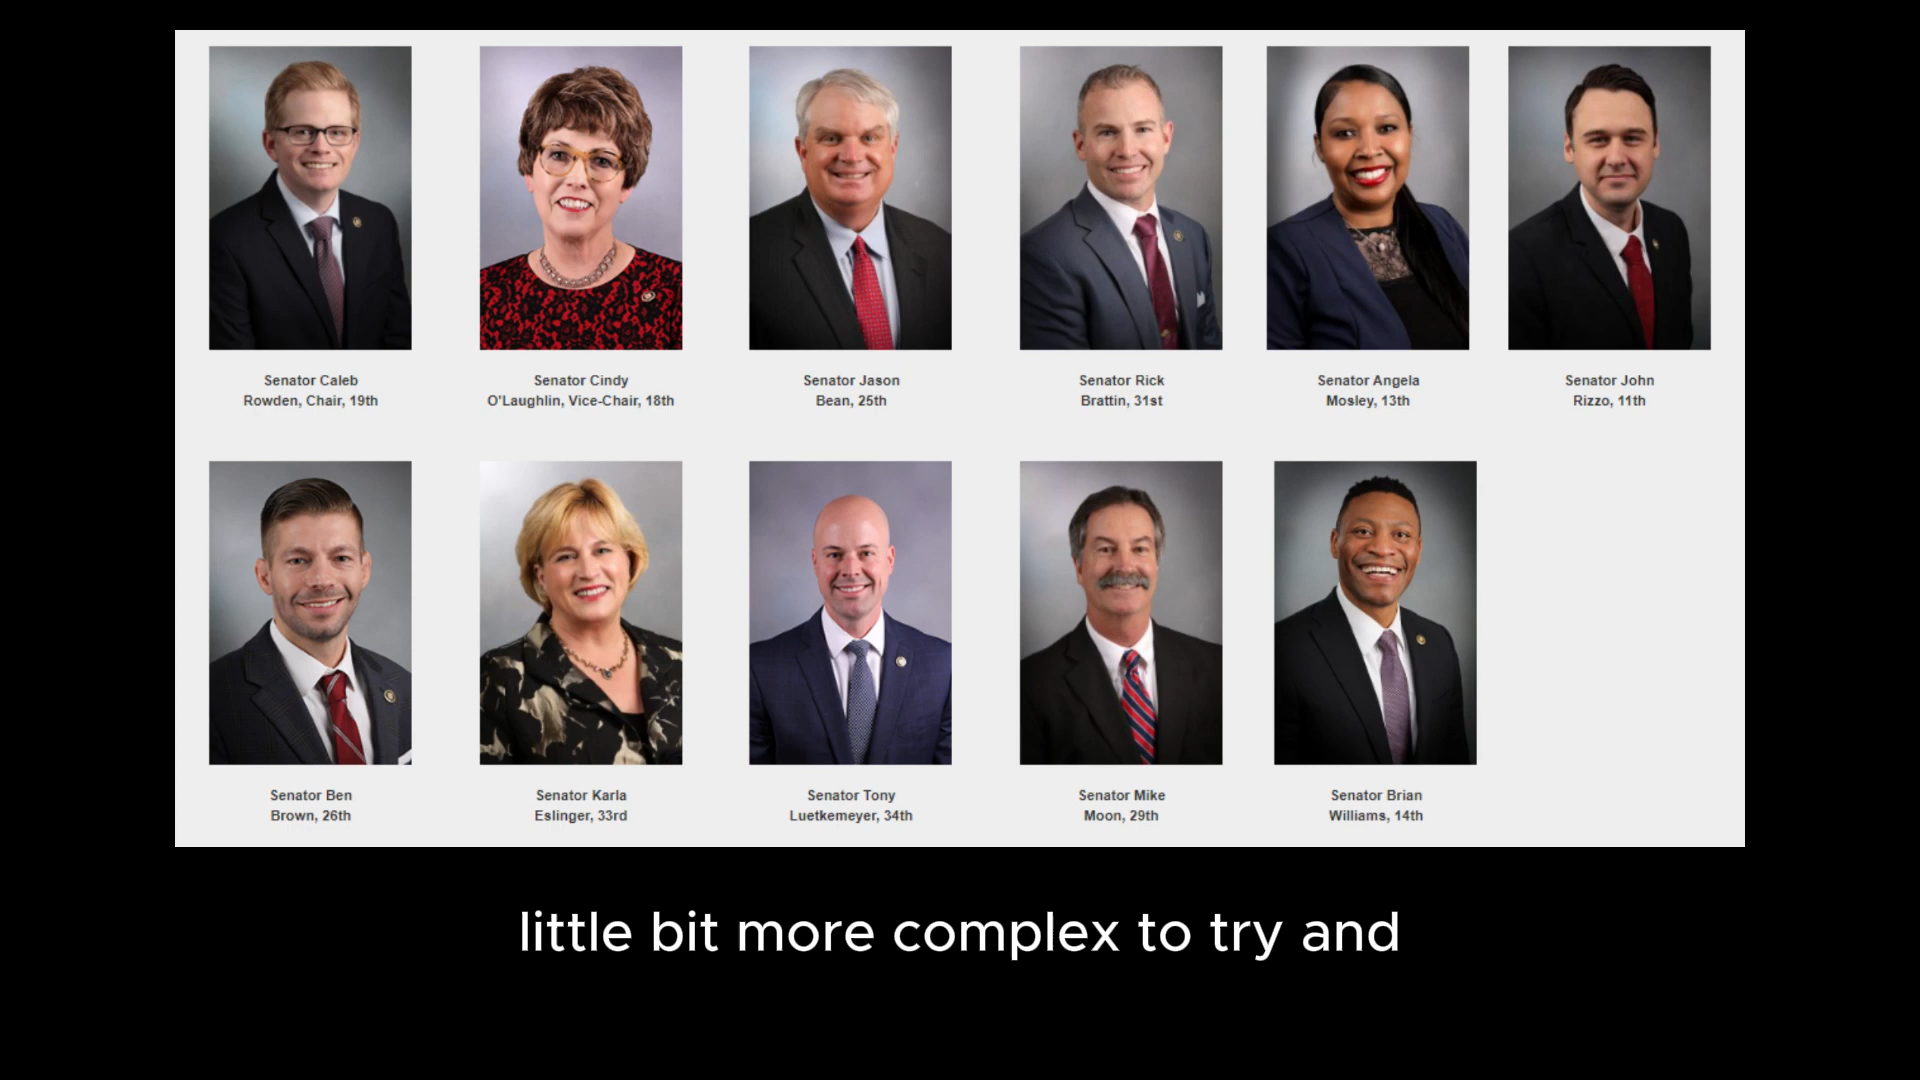 Senator Caleb
Rowden, Chair, 19th
Senator Cindy
O'Laughlin, Vice-Chair, 18th
Senator Jason
Bean, 25th
Senator Rick
Brattin, 31st
Senator Angela
Mosley, 13th
Senator John
Rizzo, 11th
Senator Ben
Brown, 26th
Senator Karla
Eslinger, 33rd
Senator Tony
Luetkemeyer, 34th
Senator Mike
Moon, 29th
Senator Brian
Williams, 14th
little bit more complex to try and